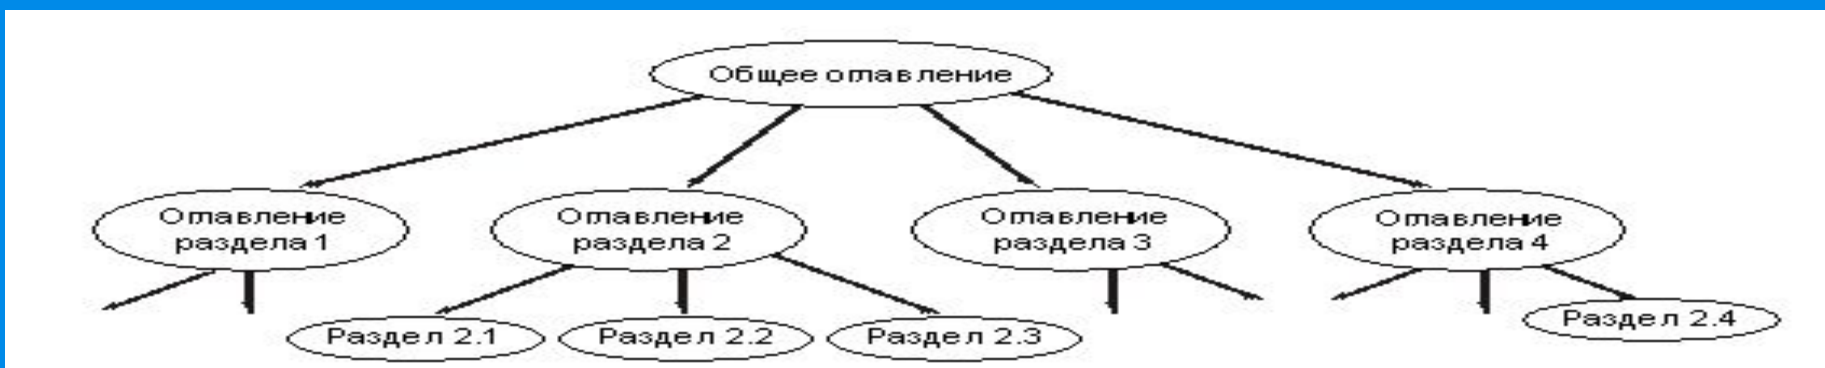 Общее оглавление
Оглавление
раздела 1
Оглавление
раздела 2
Оглавление
раздела 3
Оглавление
раздела 4
Раздел 2.1
Раздел 2.2
Раздел 2.3
Раздел 2.4